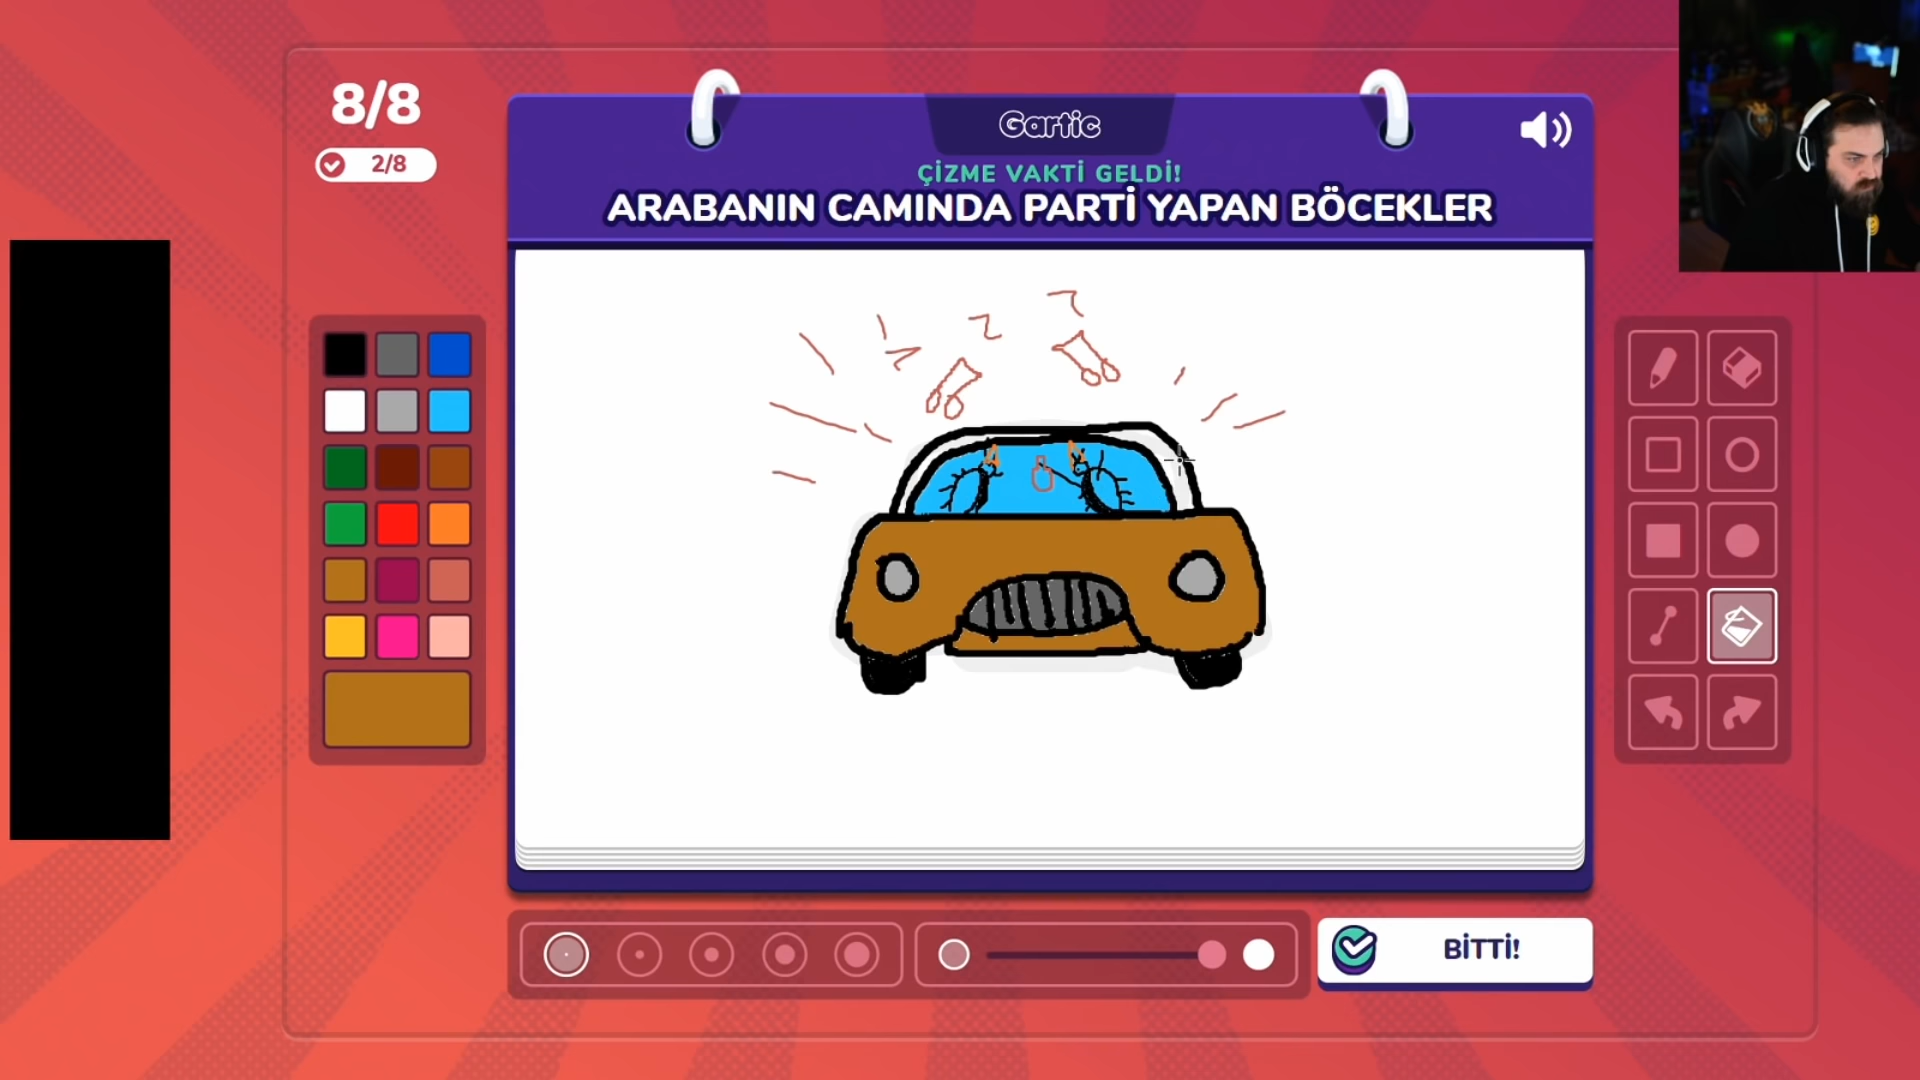 8/8
2/8
Gartic
ÇİZME VAKTİ GELDİ!
ARABANIN CAMINDA PARTİ YAPAN BÖCEKLER
BİTTİ!